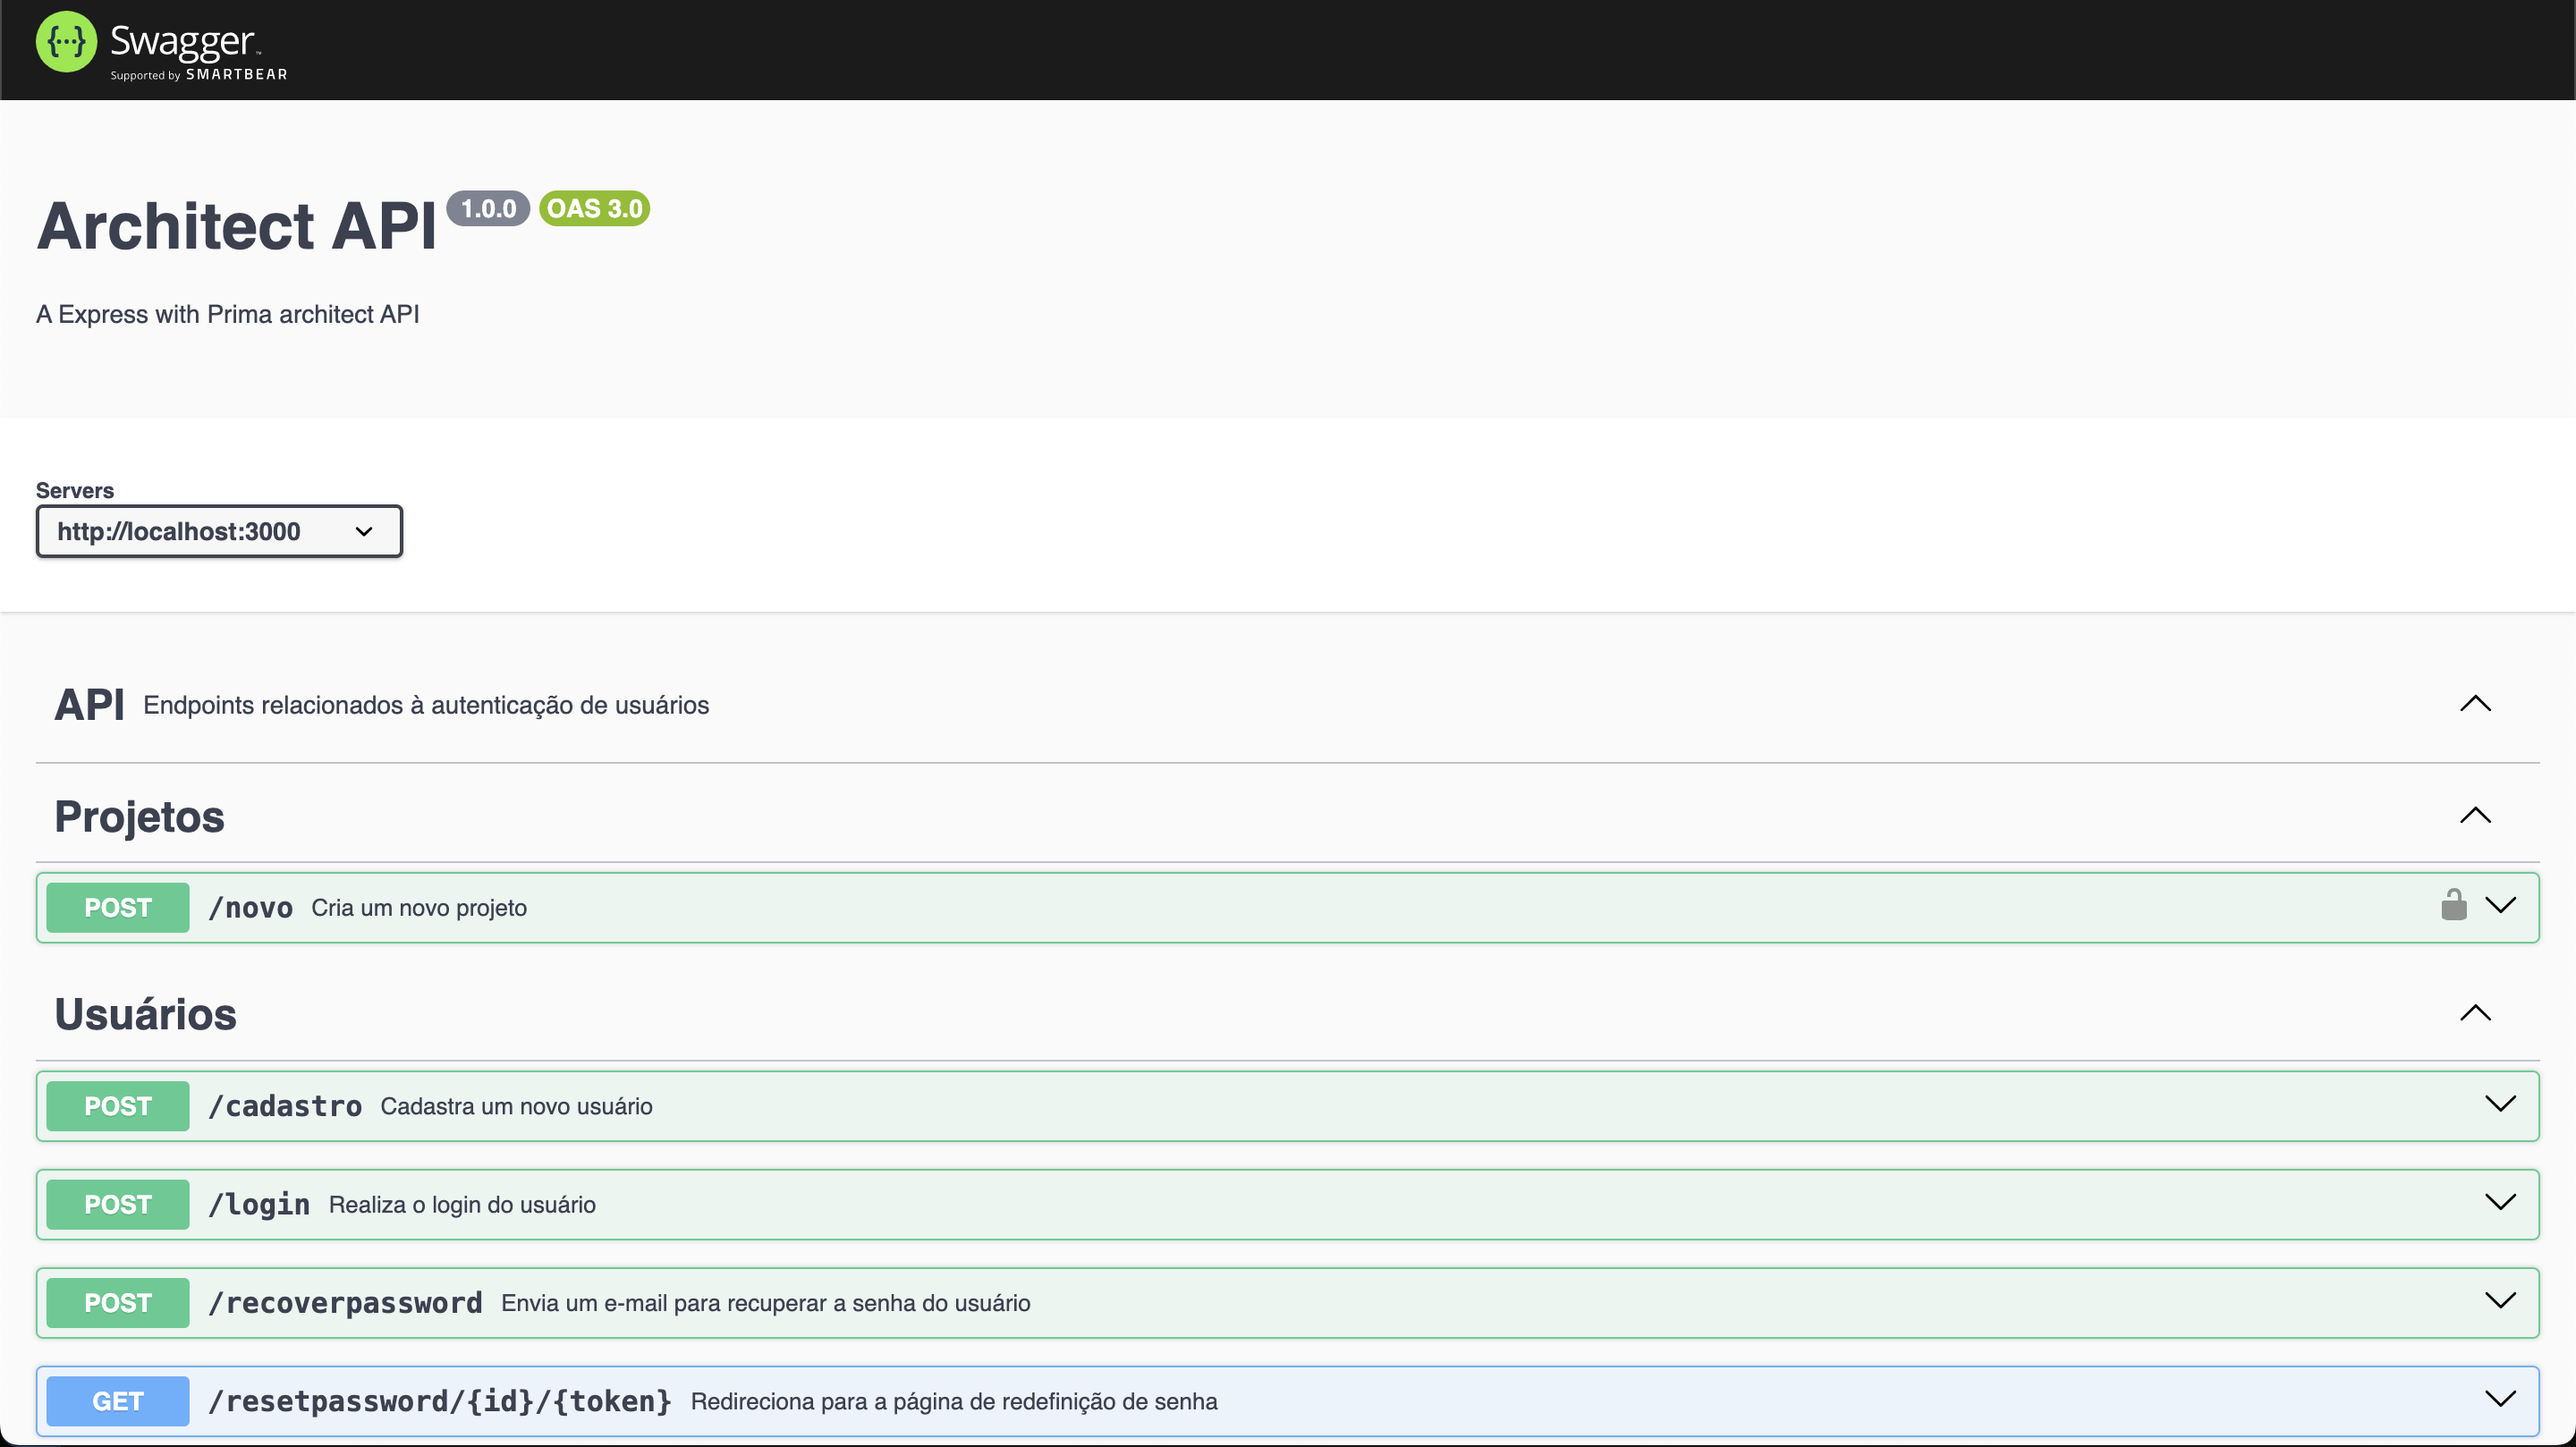 Swagger
Supported by SMARTBEAR
Architect API 1.0.0 OAS 3.0
A Express with Prima architect API
Servers
http://localhost:3000
API Endpoints relacionados à autenticação de usuários
Projetos
POST /novo Cria um novo projeto
Usuários
POST /cadastro Cadastra um novo usuário
POST /login Realiza o login do usuário
POST /recoverpassword Envia um e-mail para recuperar a senha do usuário
GET /resetpassword/{id}/{token} Redireciona para a página de redefinição de senha